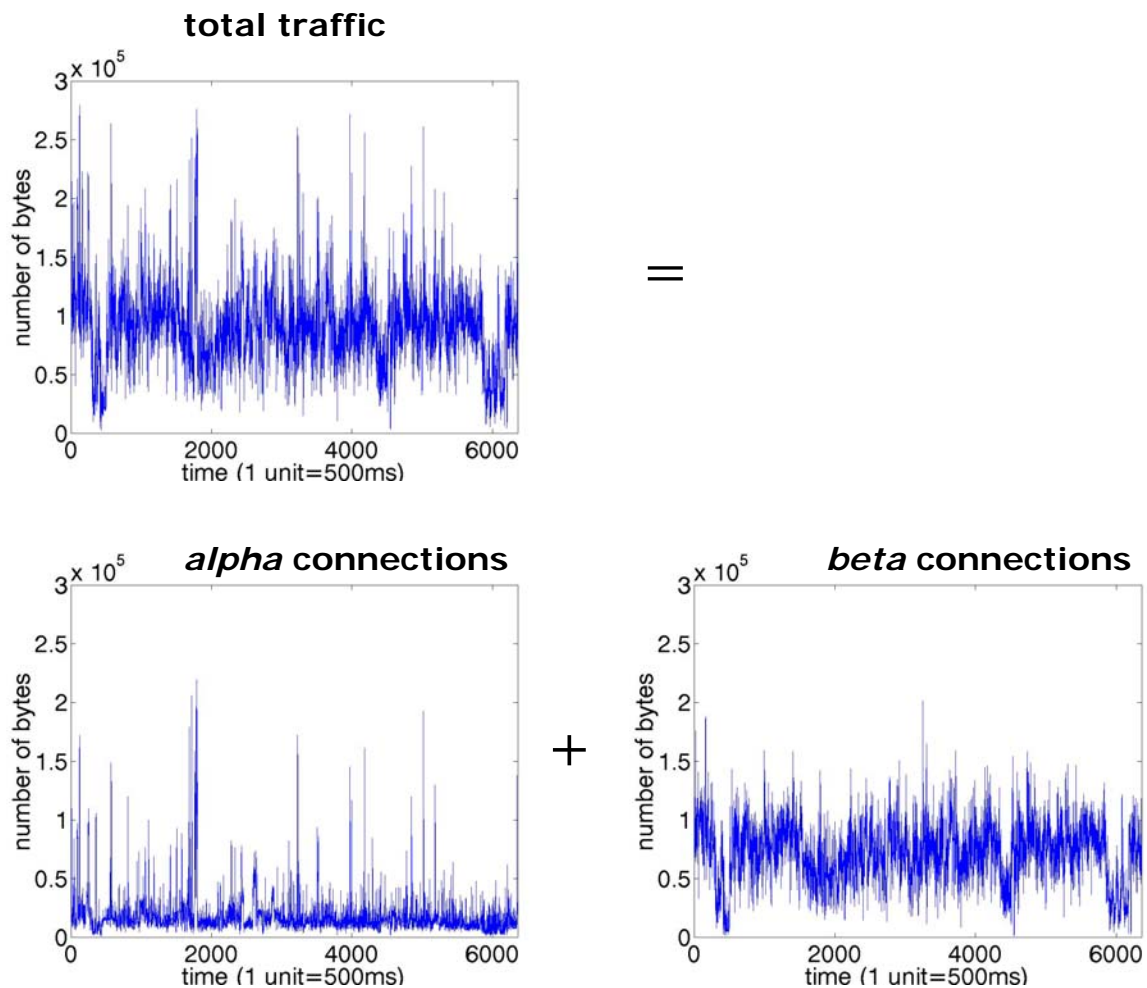 total traffic
3 x 10^5
2.5
2
1.5
1
0.5
0
number of bytes
0 2000 4000 6000
time (1 unit=500ms)
=
alpha connections
3 x 10^5
2.5
2
1.5
1
0.5
0
number of bytes
0 2000 4000 6000
time (1 unit=500ms)
+
beta connections
3 x 10^5
2.5
2
1.5
1
0.5
0
number of bytes
0 2000 4000 6000
time (1 unit=500ms)